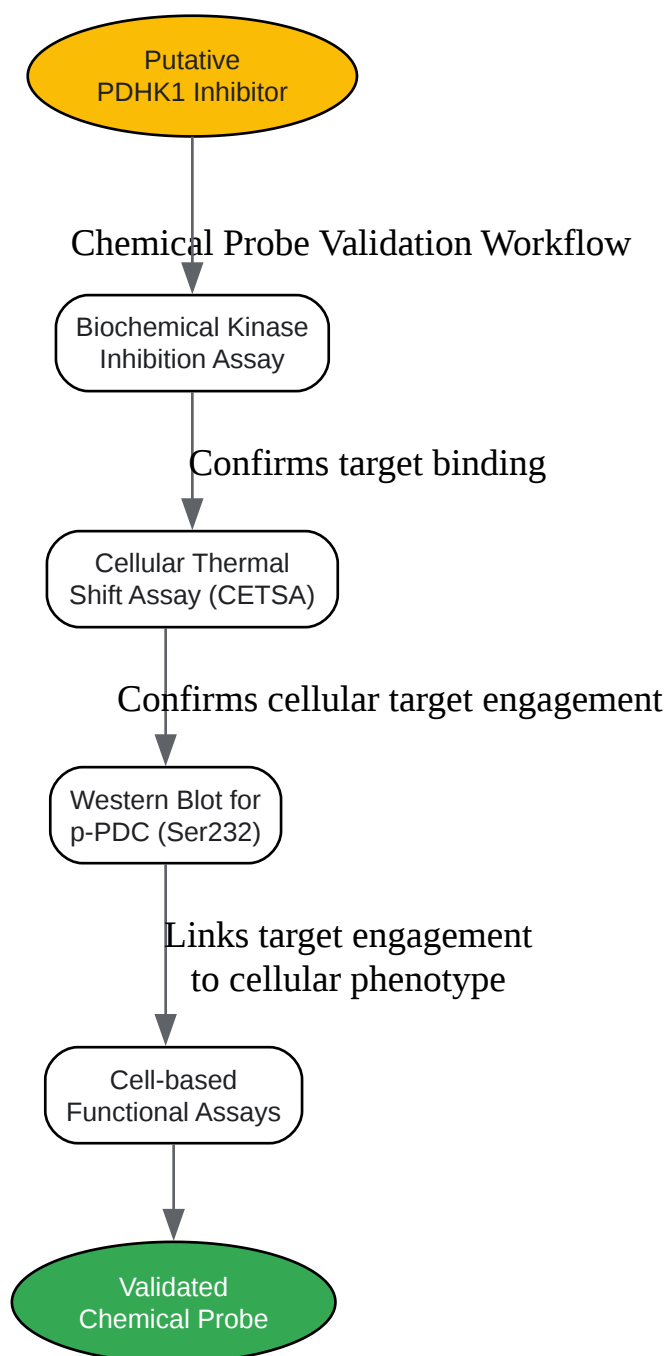 Putative
PDHK1 Inhibitor
Chemical Probe Validation Workflow
Biochemical Kinase
Inhibition Assay
Confirms target binding
Cellular Thermal
Shift Assay (CETSA)
Confirms cellular target engagement
Western Blot for
p-PDC (Ser232)
Links target engagement
to cellular phenotype
Cell-based
Functional Assays
Validated
Chemical Probe